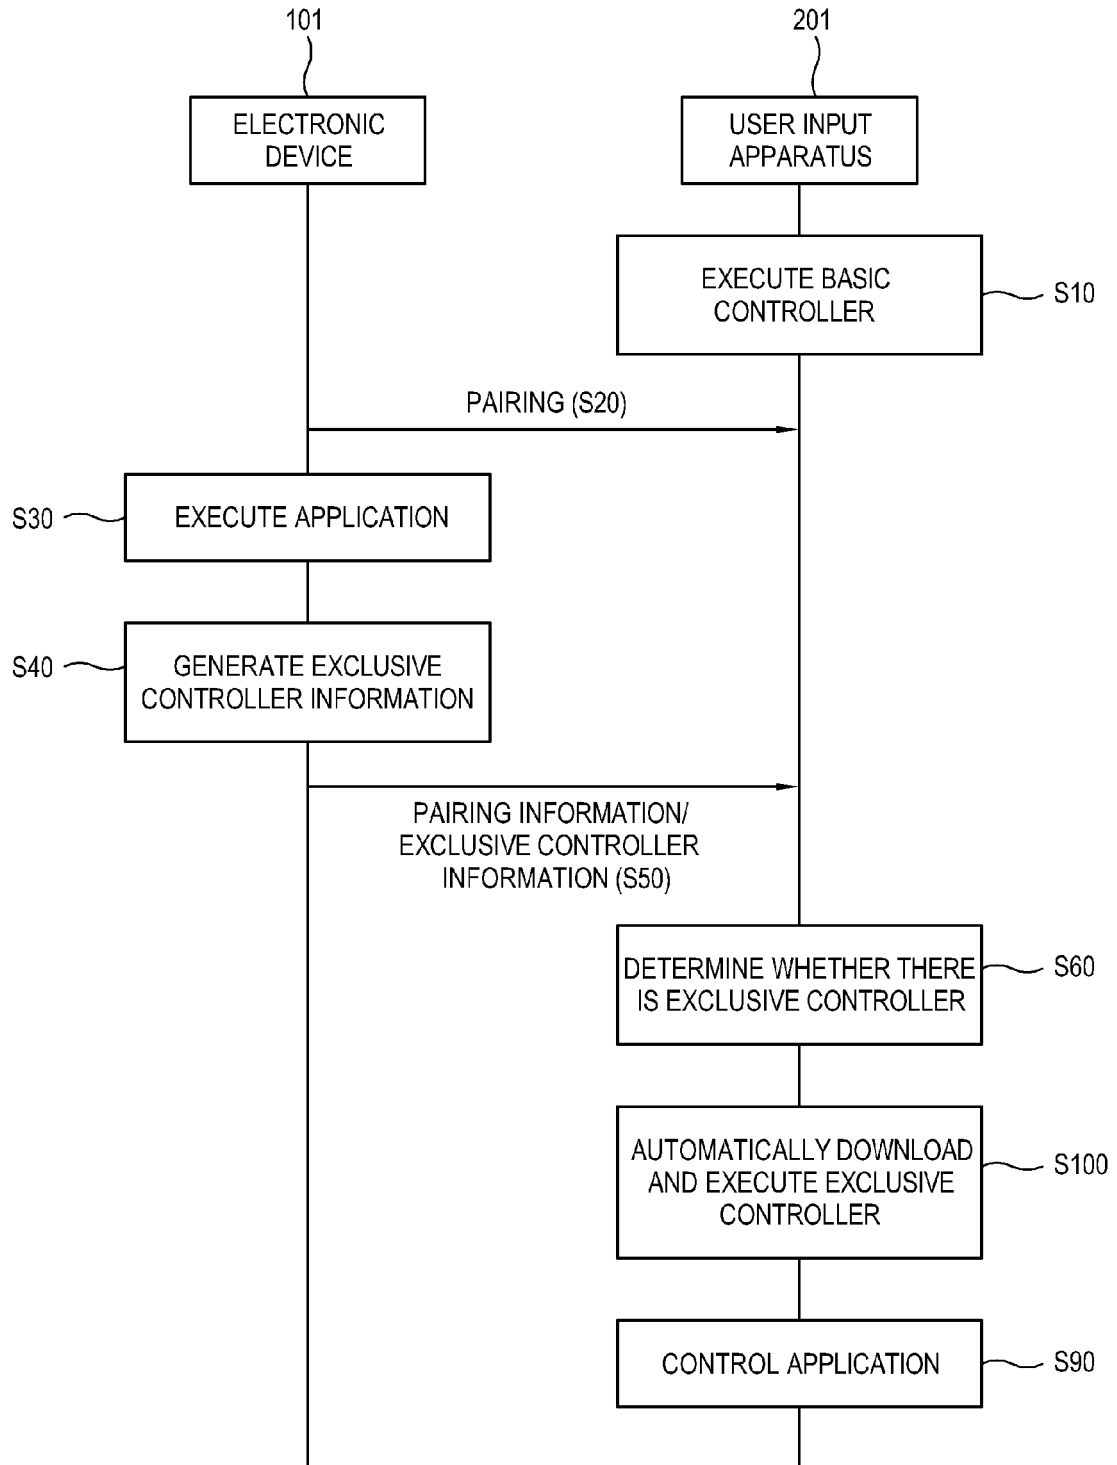 101
201
ELECTRONIC
DEVICE
USER INPUT
APPARATUS
EXECUTE BASIC
CONTROLLER
S10
PAIRING (S20)
S30
EXECUTE APPLICATION
S40
GENERATE EXCLUSIVE
CONTROLLER INFORMATION
PAIRING INFORMATION/
EXCLUSIVE CONTROLLER
INFORMATION (S50)
DETERMINE WHETHER THERE
IS EXCLUSIVE CONTROLLER
S60
AUTOMATICALLY DOWNLOAD
AND EXECUTE EXCLUSIVE
CONTROLLER
S100
CONTROL APPLICATION
S90